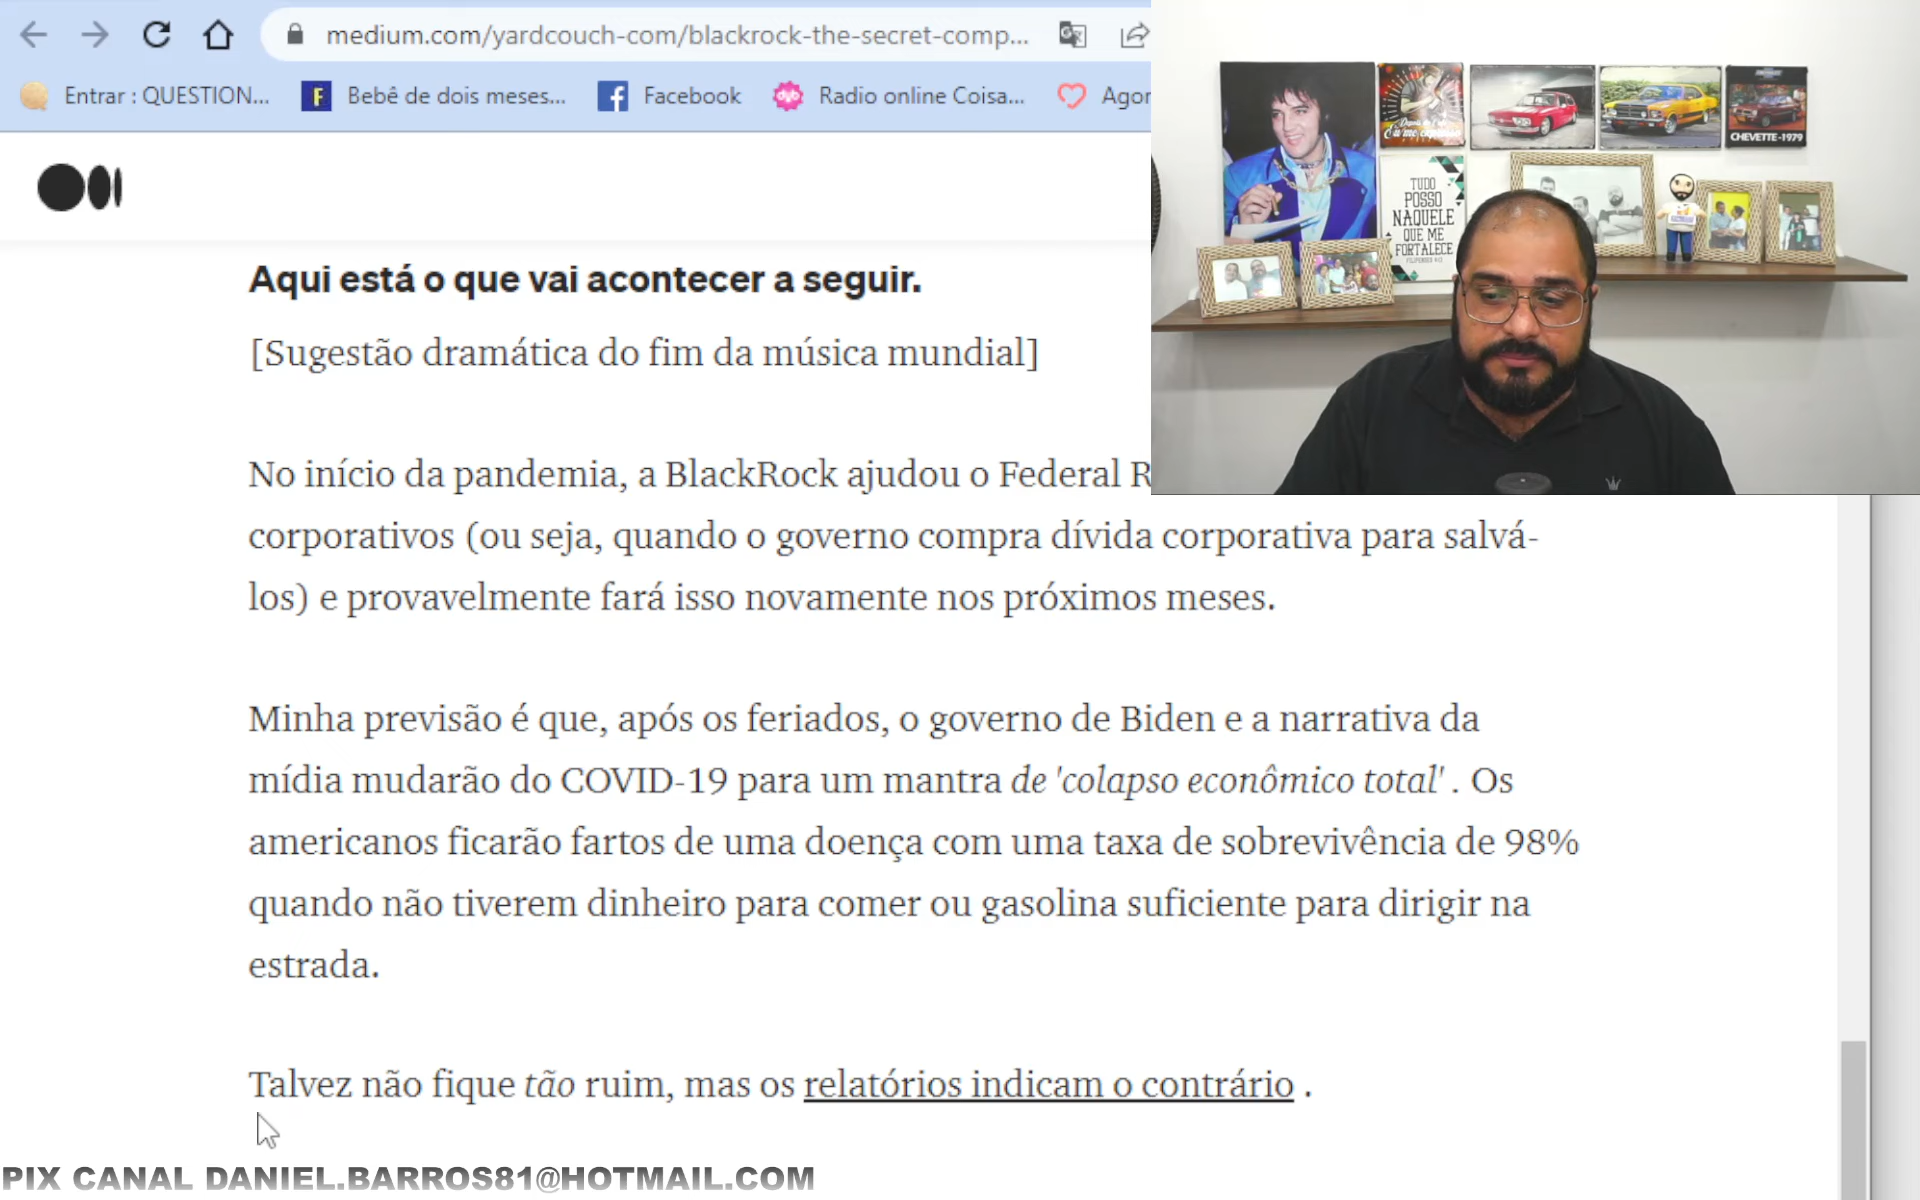 medium.com/yardcouch-com/blackrock-the-secret-comp...
Entrar : QUESTION...
F
Bebê de dois meses...
Facebook
dyb
Radio online Coisa...
Agor
CHEVETTE-1979
TUDO
POSSO
NAQUELE
QUE ME
FORTALECE
Aqui está o que vai acontecer a seguir.
[Sugestão dramática do fim da música mundial]
No início da pandemia, a BlackRock ajudou o Federal R
corporativos (ou seja, quando o governo compra dívida corporativa para salvá-
los) e provavelmente fará isso novamente nos próximos meses.
Minha previsão é que, após os feriados, o governo de Biden e a narrativa da
mídia mudarão do COVID-19 para um mantra de 'colapso econômico total' . Os
americanos ficarão fartos de uma doença com uma taxa de sobrevivência de 98%
quando não tiverem dinheiro para comer ou gasolina suficiente para dirigir na
estrada.
Talvez não fique tão ruim, mas os relatórios indicam o contrário .
PIX CANAL DANIEL.BARROS81@HOTMAIL.COM